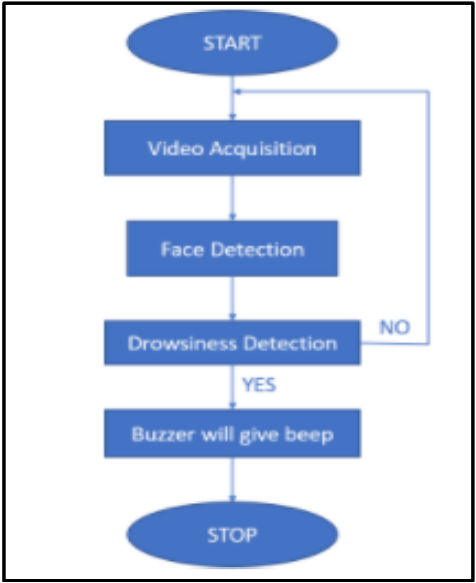 START
Video Acquisition
Face Detection
Drowsiness Detection
NO
YES
Buzzer will give beep
STOP